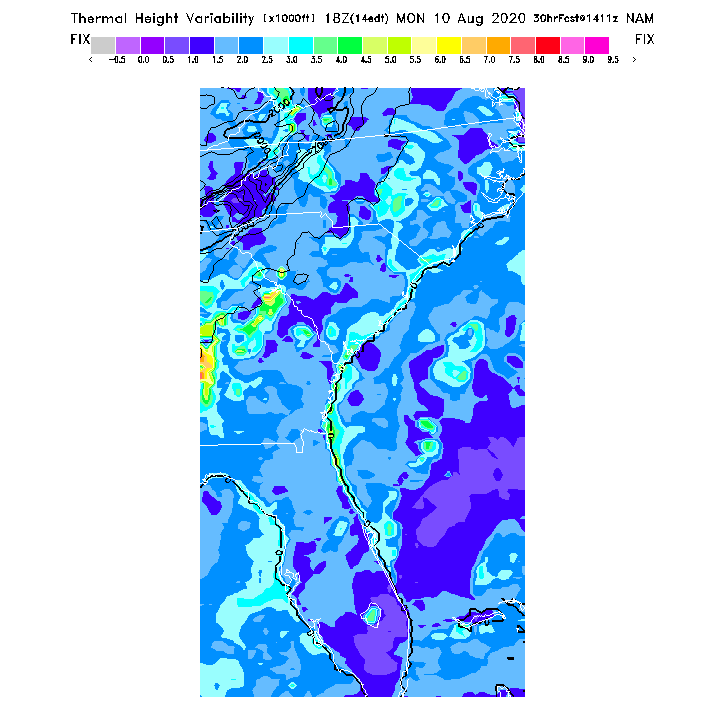 Thermal Height Variability [x1000ft] 18Z(14edt) MON 10 Aug 2020 30hrFcst@1411z NAM
FIX FIX
< -0.5 0.0 0.5 1.0 1.5 2.0 2.5 3.0 3.5 4.0 4.5 5.0 5.5 6.0 6.5 7.0 7.5 8.0 8.5 9.0 9.5 >
2000